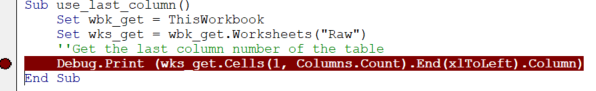 Sub use_last_column()
    Set wbk_get = ThisWorkbook
    Set wks_get = wbk_get.Worksheets("Raw")
    ''Get the last column number of the table
    Debug.Print (wks_get.Cells(1, Columns.Count).End(xlToLeft).Column)
End Sub